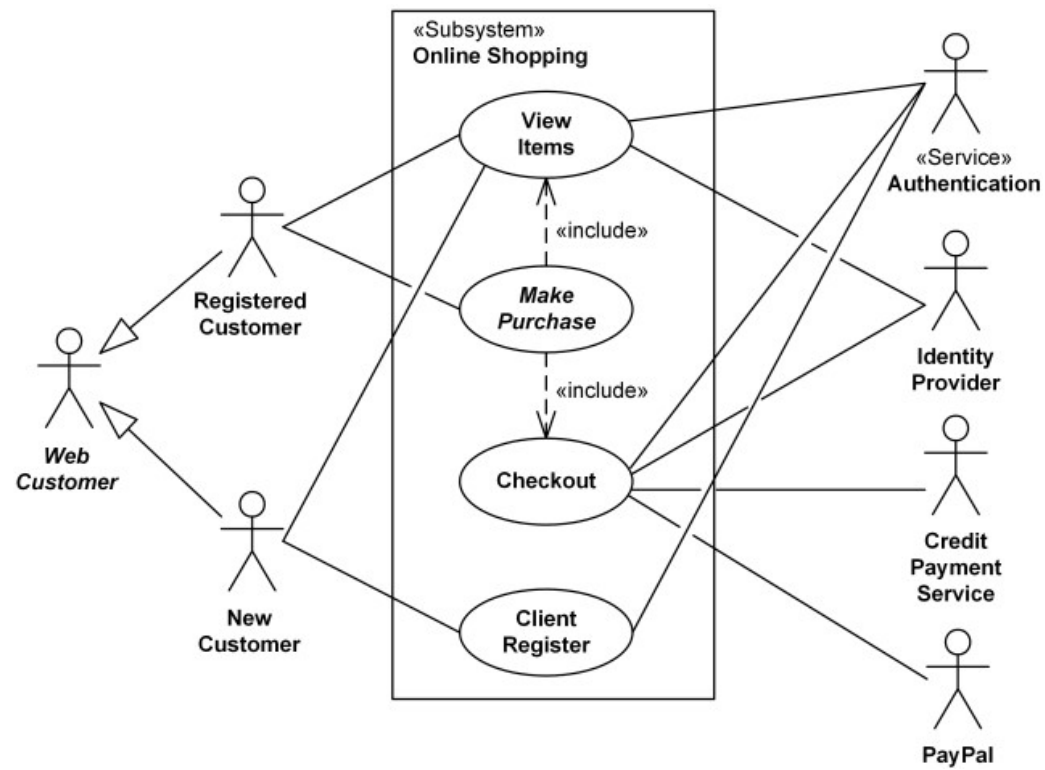 «Subsystem»
Online Shopping
View
Items
«include»
Make
Purchase
«include»
Checkout
Client
Register
Registered
Customer
Web
Customer
New
Customer
«Service»
Authentication
Identity
Provider
Credit
Payment
Service
PayPal